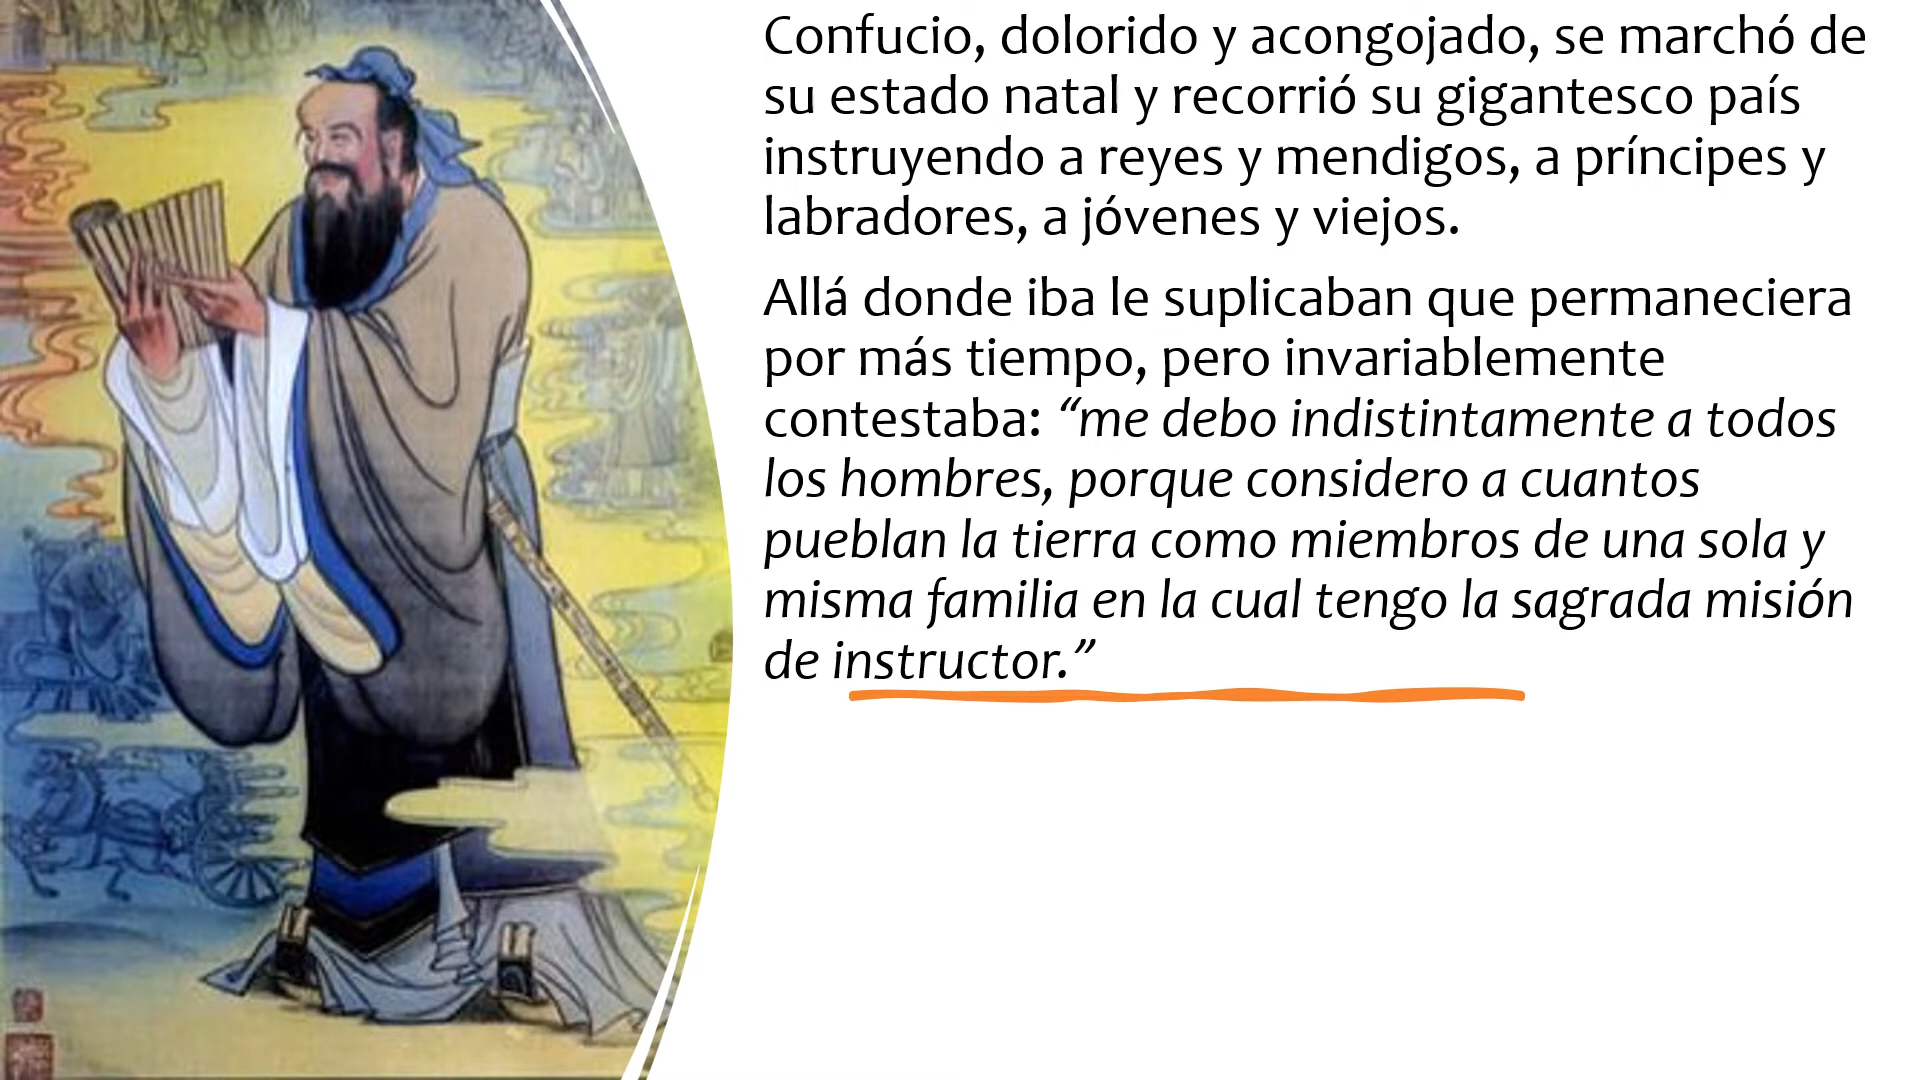 Confucio, dolorido y acongojado, se marchó de
su estado natal y recorrió su gigantesco país
instruyendo a reyes y mendigos, a príncipes y
labradores, a jóvenes y viejos.
Allá donde iba le suplicaban que permaneciera
por más tiempo, pero invariablemente
contestaba: “me debo indistintamente a todos
los hombres, porque considero a cuantos
pueblan la tierra como miembros de una sola y
misma familia en la cual tengo la sagrada misión
de instructor.”